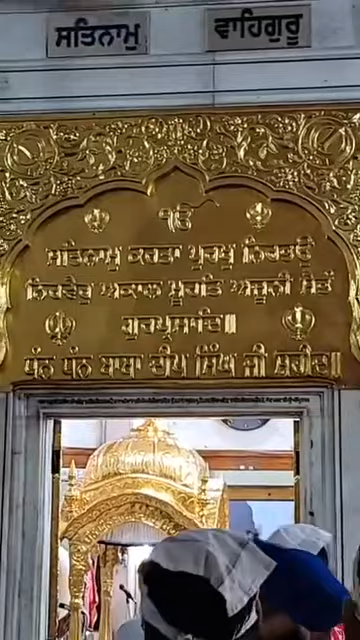 ਸਤਿਨਾਮੁ ਵਾਹਿਗੁਰੂ
ੴ
ਸਤਿਨਾਮੁ ਕਰਤਾ ਪੁਰਖੁ ਨਿਰਭਉ
ਨਿਰਵੈਰੁ ਅਕਾਲ ਮੂਰਤਿ ਅਜੂਨੀ ਸੈਭੰ
ਗੁਰਪ੍ਰਸਾਦਿ ॥
ਧੰਨੁ ਧੰਨੁ ਬਾਬਾ ਦੀਪ ਸਿੰਘ ਜੀ ਸ਼ਹੀਦ